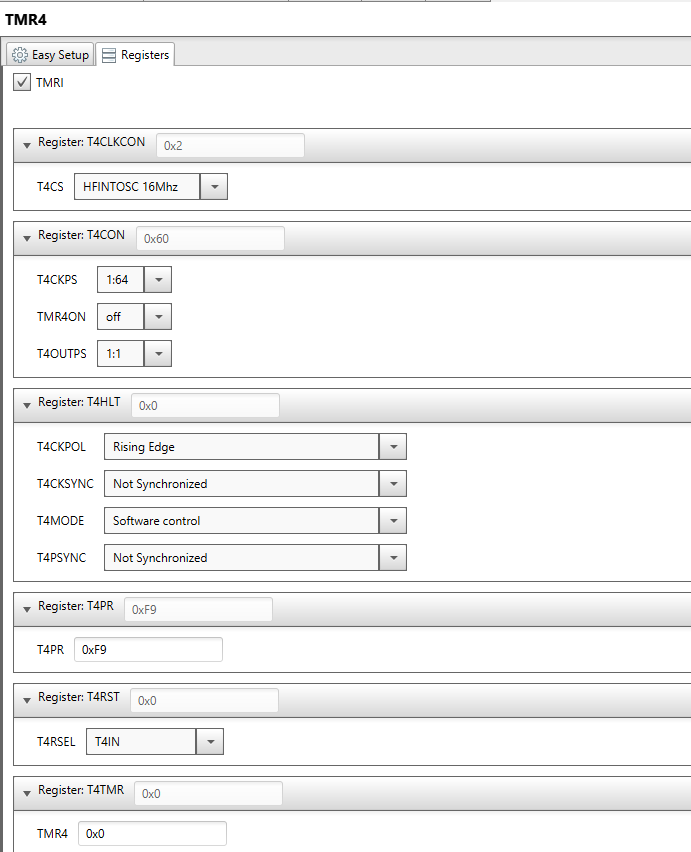 TMR4
Easy Setup Registers
TMRI
Register: T4CLKCON 0x2
T4CS HFINTOSC 16Mhz
Register: T4CON 0x60
T4CKPS 1:64
TMR4ON off
T4OUTPS 1:1
Register: T4HLT 0x0
T4CKPOL Rising Edge
T4CKSYNC Not Synchronized
T4MODE Software control
T4PSYNC Not Synchronized
Register: T4PR 0xF9
T4PR 0xF9
Register: T4RST 0x0
T4RSEL T4IN
Register: T4TMR 0x0
TMR4 0x0